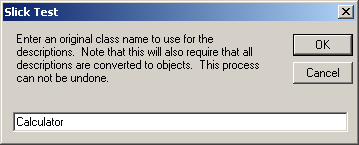 Slick Test
Enter an original class name to use for the
descriptions.  Note that this will also require that all
descriptions are converted to objects.  This process
can not be undone.
OK
Cancel
Calculator